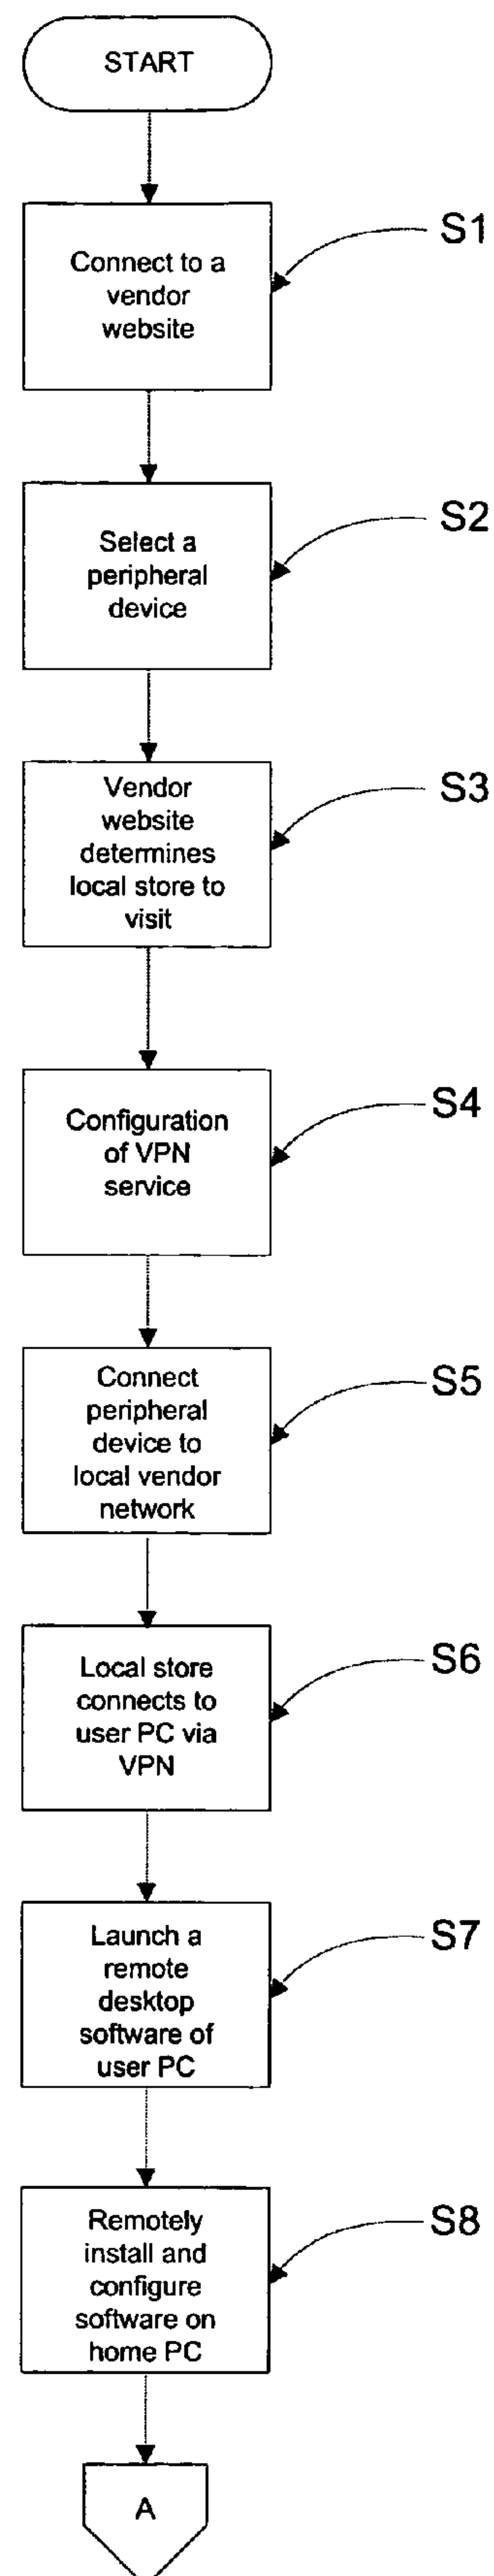 START
S1
Connect to a
vendor
website
S2
Select a
peripheral
device
S3
Vendor
website
determines
local store to
visit
S4
Configuration
of VPN
service
S5
Connect
peripheral
device to
local vendor
network
S6
Local store
connects to
user PC via
VPN
S7
Launch a
remote
desktop
software of
user PC
S8
Remotely
install and
configure
software on
home PC
A